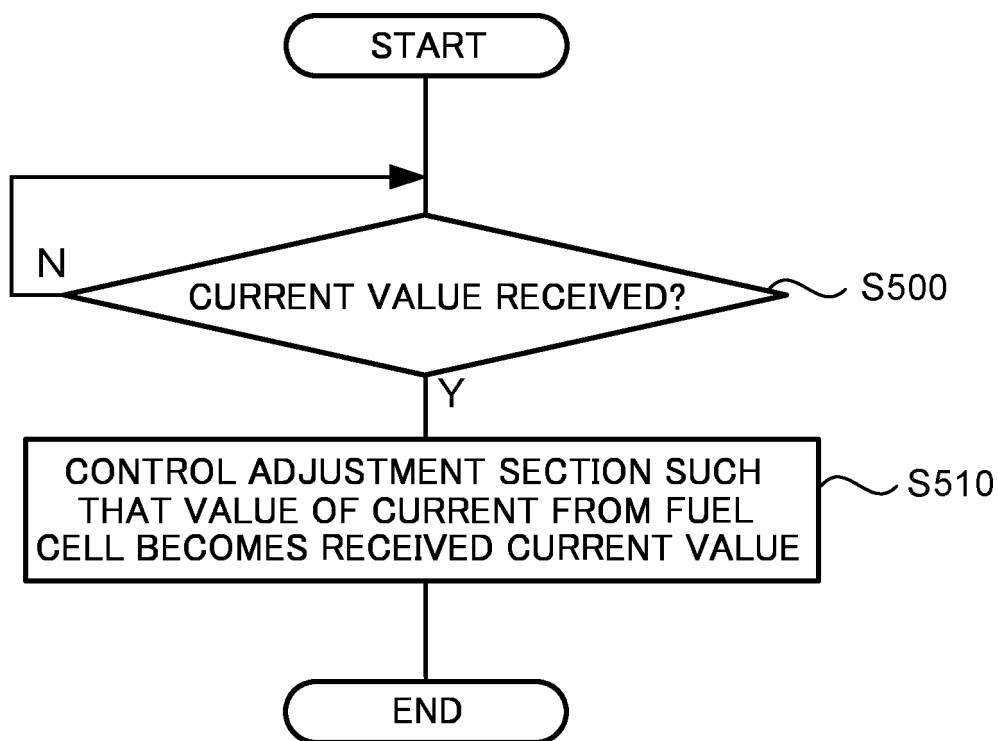 START
N
CURRENT VALUE RECEIVED?
S500
Y
CONTROL ADJUSTMENT SECTION SUCH
THAT VALUE OF CURRENT FROM FUEL
CELL BECOMES RECEIVED CURRENT VALUE
S510
END